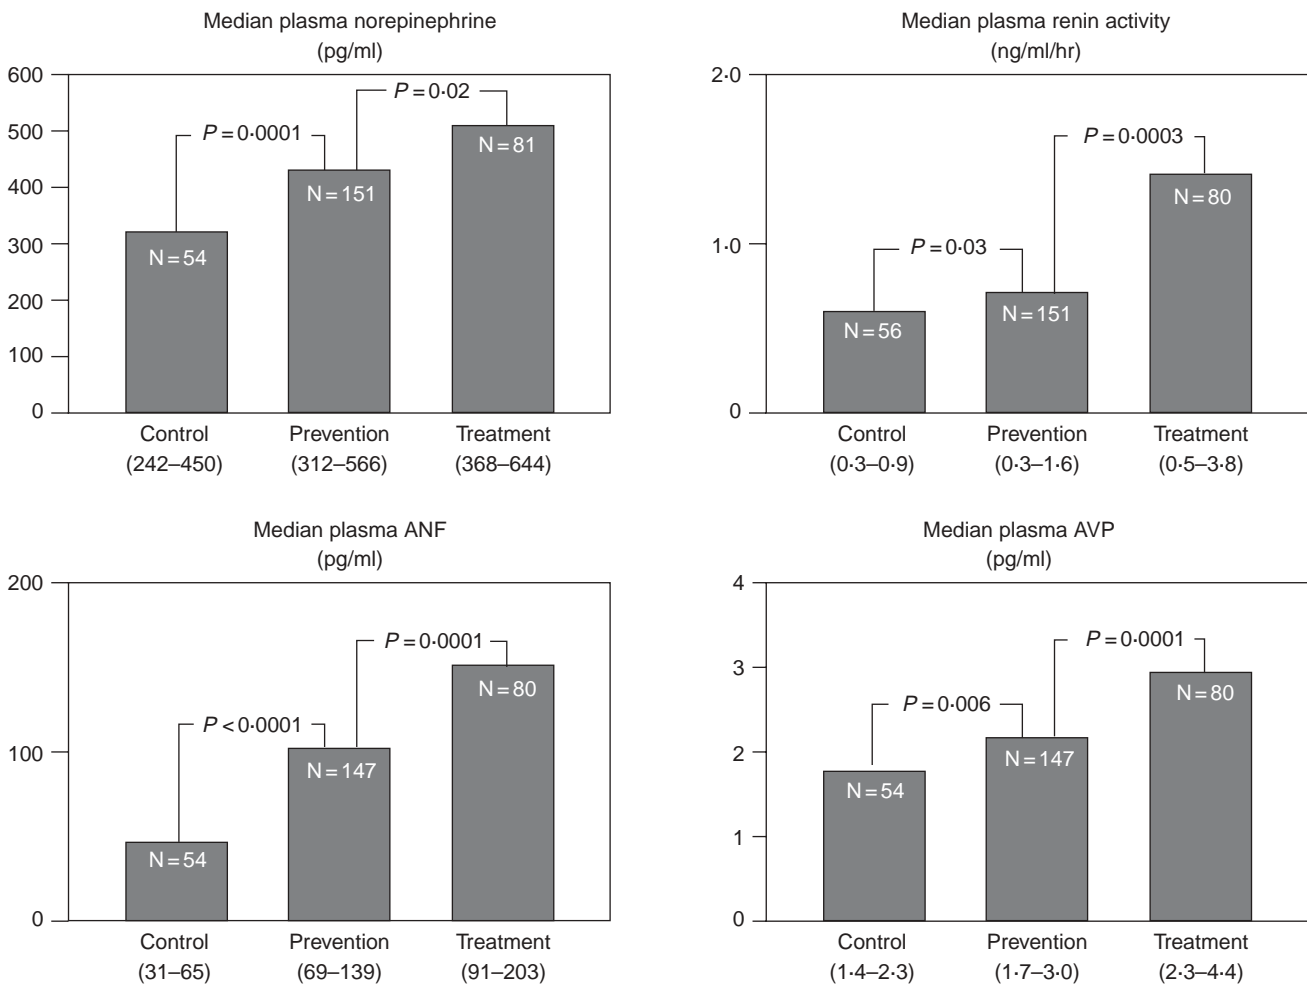 Median plasma norepinephrine
(pg/ml)
600
500
400
300
200
100
0
P = 0·0001
P = 0·02
N = 54
N = 151
N = 81
Control
Prevention
Treatment
(242–450)
(312–566)
(368–644)
Median plasma renin activity
(ng/ml/hr)
2·0
1·0
0
P = 0·03
P = 0·0003
N = 56
N = 151
N = 80
Control
Prevention
Treatment
(0·3–0·9)
(0·3–1·6)
(0·5–3·8)
Median plasma ANF
(pg/ml)
200
100
0
P < 0·0001
P = 0·0001
N = 54
N = 147
N = 80
Control
Prevention
Treatment
(31–65)
(69–139)
(91–203)
Median plasma AVP
(pg/ml)
4
3
2
1
0
P = 0·006
P = 0·0001
N = 54
N = 147
N = 80
Control
Prevention
Treatment
(1·4–2·3)
(1·7–3·0)
(2·3–4·4)